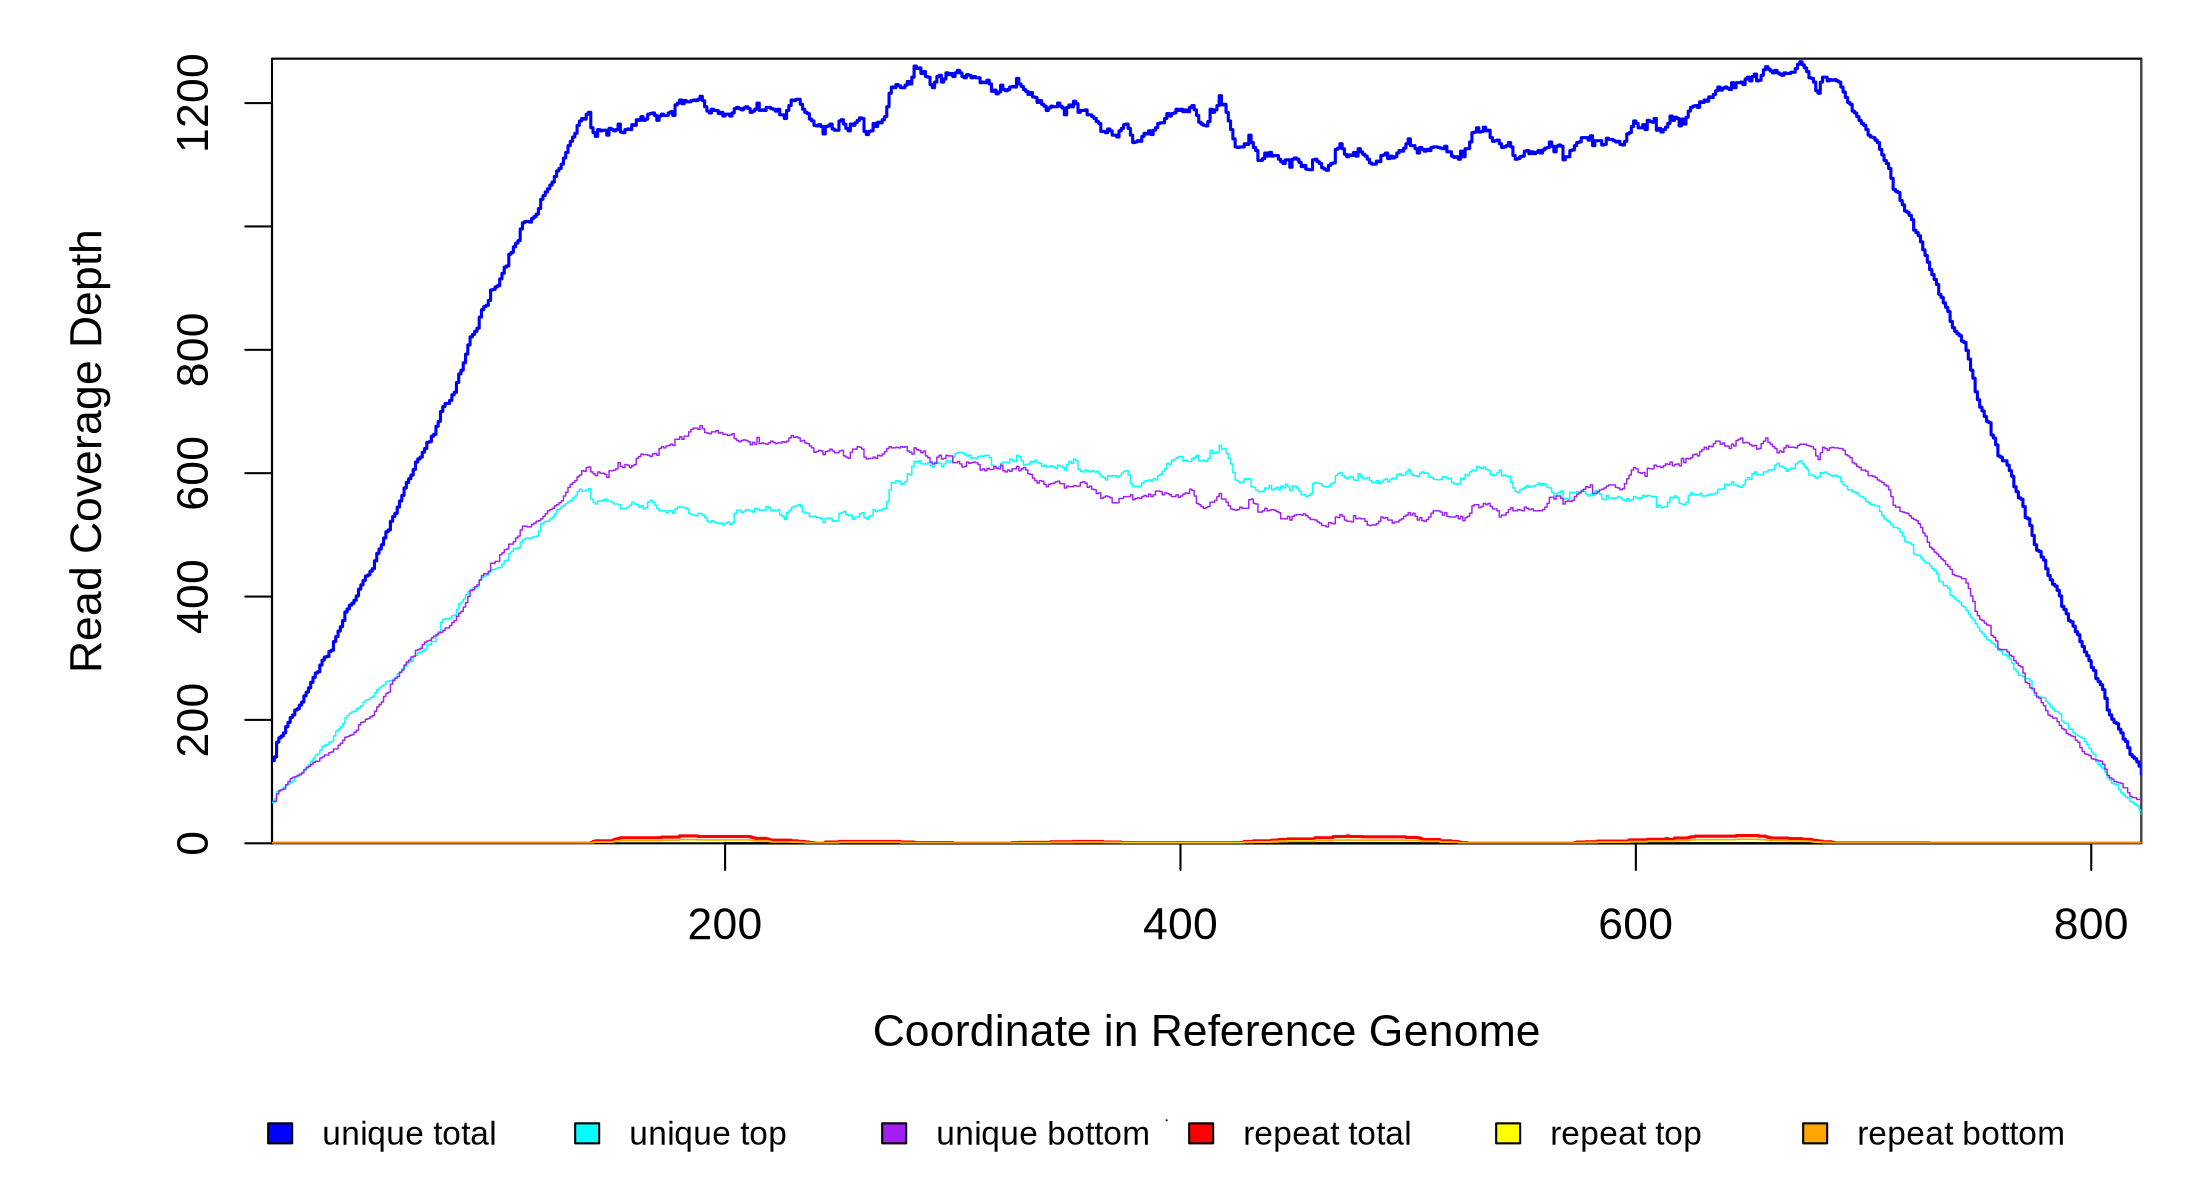 1200
800
600
400
200
0
Read Coverage Depth
200 400 600 800
Coordinate in Reference Genome
unique total unique top unique bottom repeat total repeat top repeat bottom